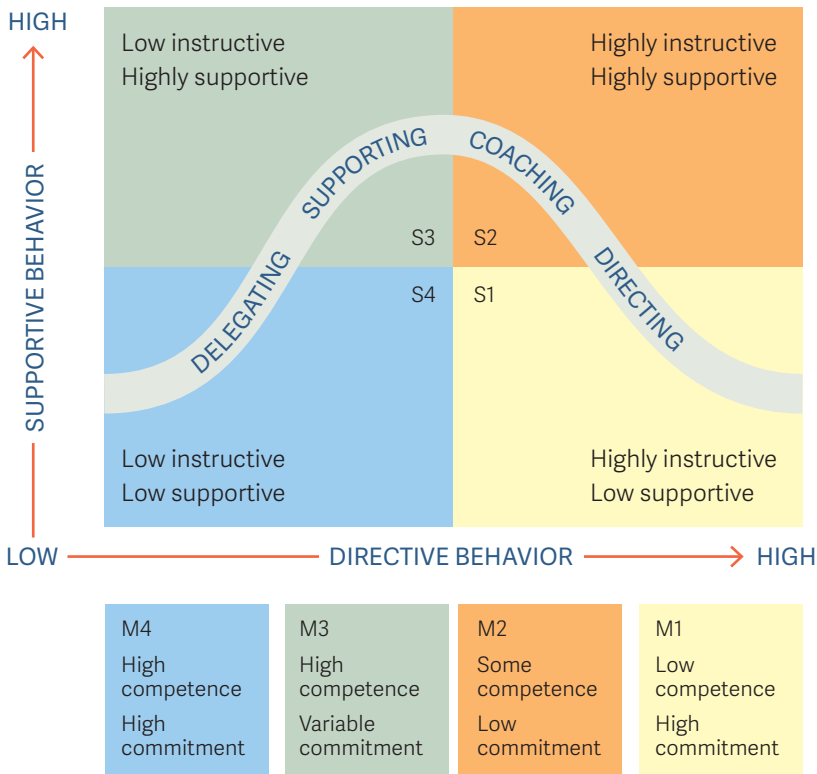 HIGH
Low instructive
Highly supportive
Highly instructive
Highly supportive
SUPPORTING
COACHING
SUPPORTIVE BEHAVIOR
S3
S2
DELEGATING
DIRECTING
S4
S1
Low instructive
Low supportive
Highly instructive
Low supportive
LOW
DIRECTIVE BEHAVIOR
HIGH
M4
High
competence
High
commitment
M3
High
competence
Variable
commitment
M2
Some
competence
Low
commitment
M1
Low
competence
High
commitment